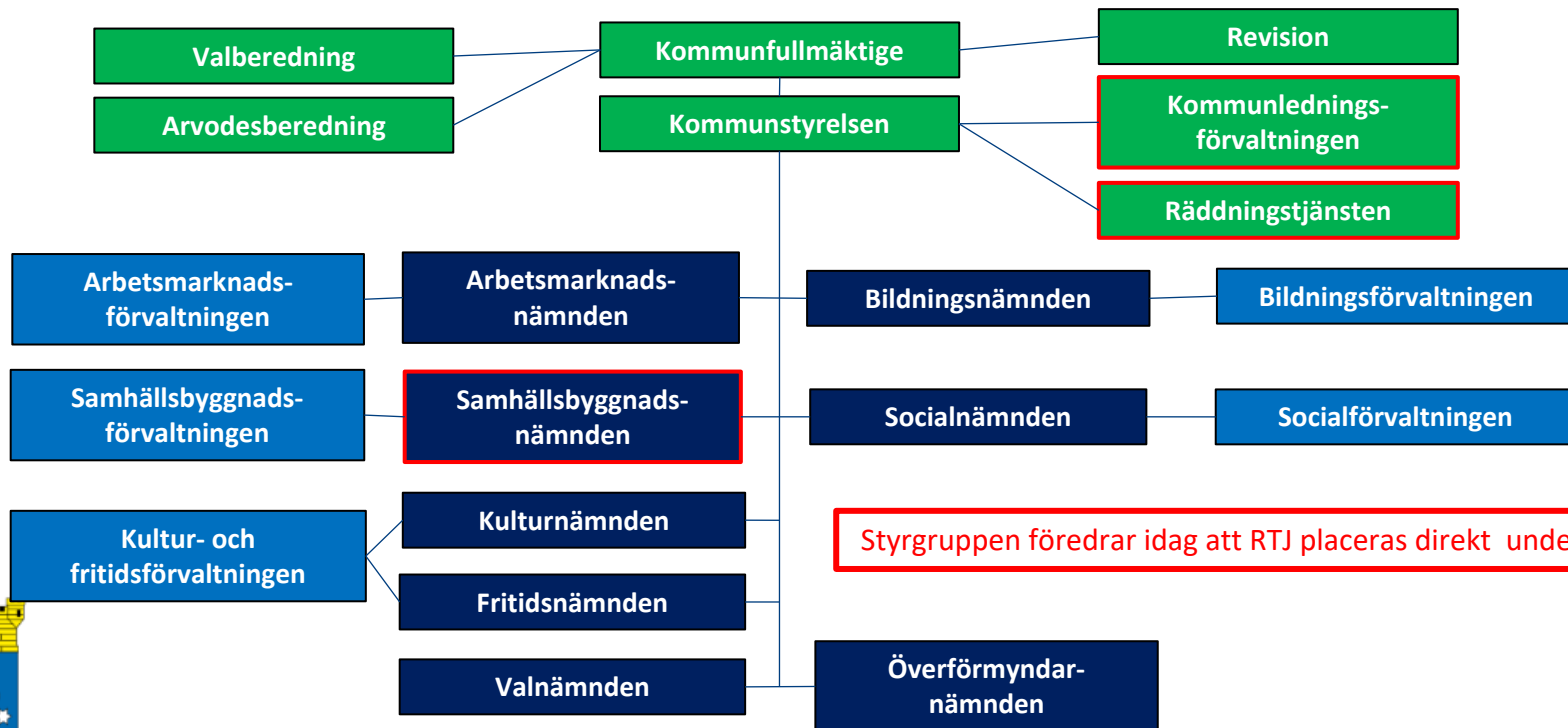 Valberedning
Kommunfullmäktige
Revision
Arvodesberedning
Kommunstyrelsen
Kommunlednings-
förvaltningen
Räddningstjänsten
Arbetsmarknads-
förvaltningen
Arbetsmarknads-
nämnden
Bildningsnämnden
Bildningsförvaltningen
Samhällsbyggnads-
förvaltningen
Samhällsbyggnads-
nämnden
Socialnämnden
Socialförvaltningen
Kultur- och
fritidsförvaltningen
Kulturnämnden
Fritidsnämnden
Styrgruppen föredrar idag att RTJ placeras direkt
Valnämnden
Överförmyndar-
nämnden